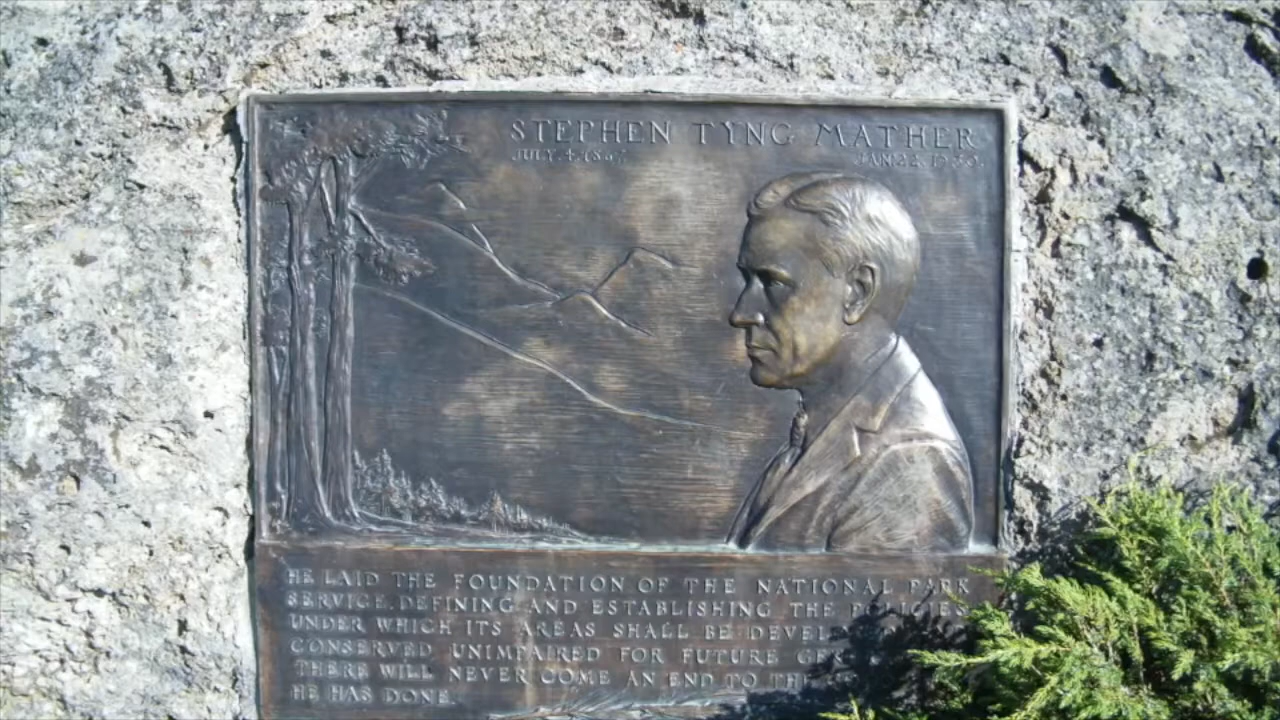 STEPHEN TYNG MATHER
JULY. 4. 1867. JAN. 22. 1930.
HE LAID THE FOUNDATION OF THE NATIONAL PARK
SERVICE. DEFINING AND ESTABLISHING THE POLICIES
UNDER WHICH ITS AREAS SHALL BE DEVEL
CONSERVED UNIMPAIRED FOR FUTURE GEN
THERE WILL NEVER COME AN END TO THE
HE HAS DONE.